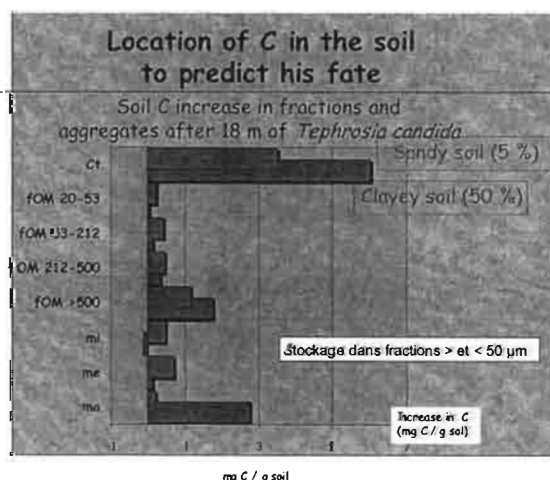 Location of C in the soil
to predict his fate
Soil C increase in fractions and
aggregates after 18 m of Tephrosia candida
Sandy soil (5 %)
Clayey soil (50 %)
Ct
fOM 20-53
fOM 53-212
OM 212-500
fOM >500
mi
me
ma
Stockage dans fractions > et < 50 µm
Increase in C
(mg C / g sol)
mg C / g soil